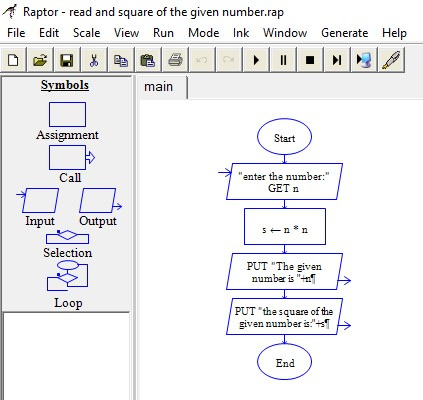 Raptor - read and square of the given number.rap
File Edit Scale View Run Mode Ink Window Generate Help
Symbols
Assignment
Call
Input Output
Selection
Loop
main
Start
"enter the number:"
GET n
s ← n * n
PUT "The given
number is "+n¶
PUT "the square of the
given number is:"+s¶
End